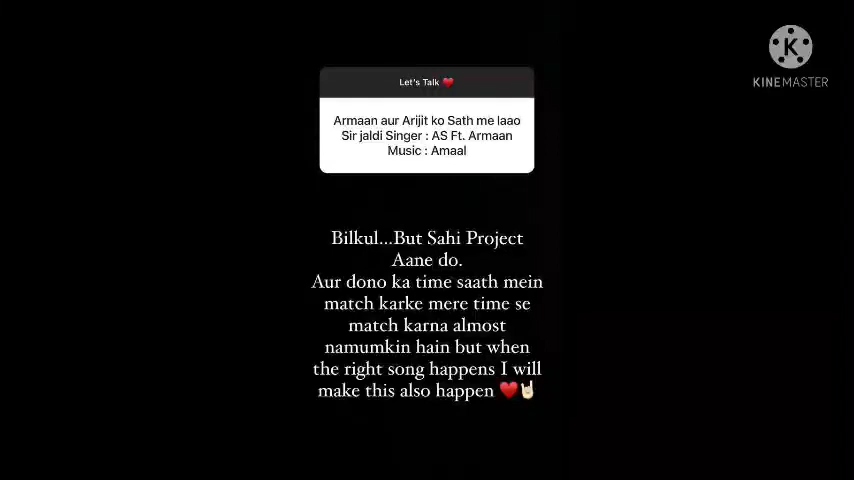 K
KINEMASTER
Let's Talk ❤️
Armaan aur Arijit ko Sath me laao
Sir jaldi Singer : AS Ft. Armaan
Music : Amaal
Bilkul...But Sahi Project
Aane do.
Aur dono ka time saath mein
match karke mere time se
match karna almost
namumkin hain but when
the right song happens I will
make this also happen ❤️🤘🏻